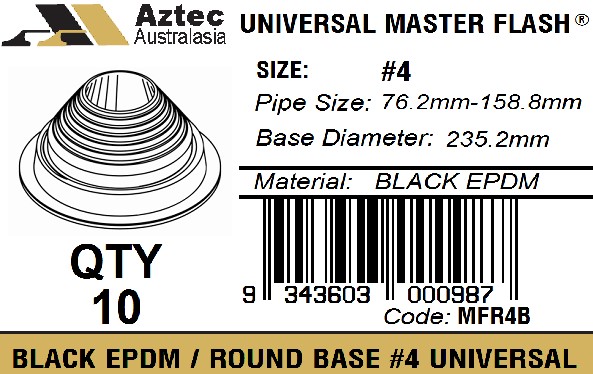 Aztec
Australasia
UNIVERSAL MASTER FLASH®
SIZE: #4
Pipe Size: 76.2mm-158.8mm
Base Diameter: 235.2mm
Material: BLACK EPDM
QTY
10
9 343603 000987
Code: MFR4B
BLACK EPDM / ROUND BASE #4 UNIVERSAL